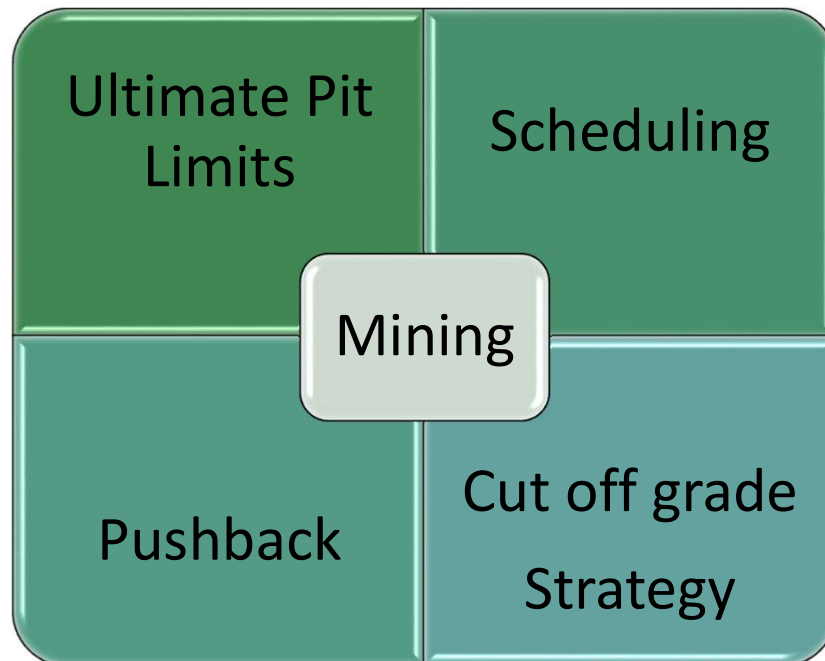 Ultimate Pit
Limits
Scheduling
Mining
Pushback
Cut off grade
Strategy